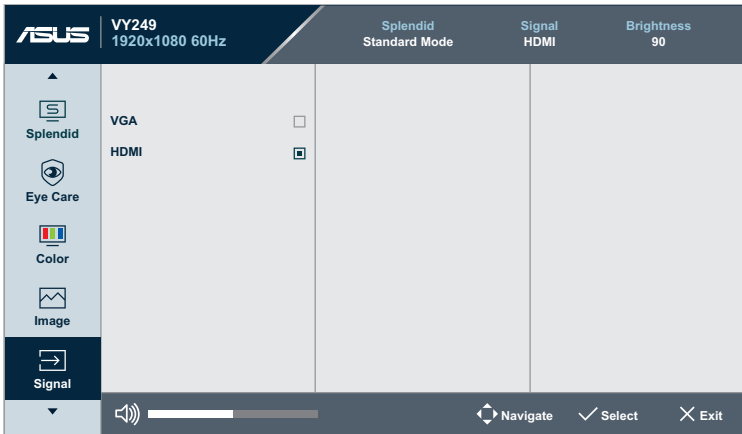 ASUS
VY249
1920x1080 60Hz
Splendid
Standard Mode
Signal
HDMI
Brightness
90
S
Splendid
Eye Care
Color
Image
Signal
VGA
HDMI
Navigate
Select
Exit